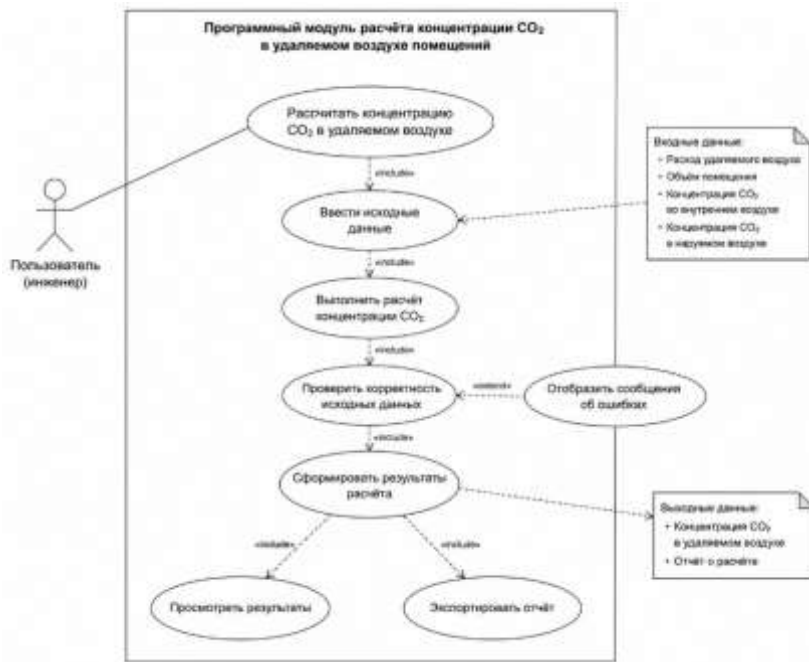 Программный модуль расчёта концентрации CO₂
в удаляемом воздухе помещений
Рассчитать концентрацию
CO₂ в удаляемом воздухе
«include»
Ввести исходные
данные
«include»
Выполнить расчёт
концентрации CO₂
«include»
Проверить корректность
исходных данных
«extend»
Отобразить сообщения
об ошибках
«include»
Сформировать результаты
расчёта
«include»
«include»
Просмотреть результаты
Экспортировать отчёт
Пользователь
(инженер)
Входные данные:
• Расход удаляемого воздуха
• Объём помещения
• Концентрация CO₂
во внутреннем воздухе
• Концентрация CO₂
в наружном воздухе
Выходные данные:
• Концентрация CO₂
в удаляемом воздухе
• Отчёт о расчёте